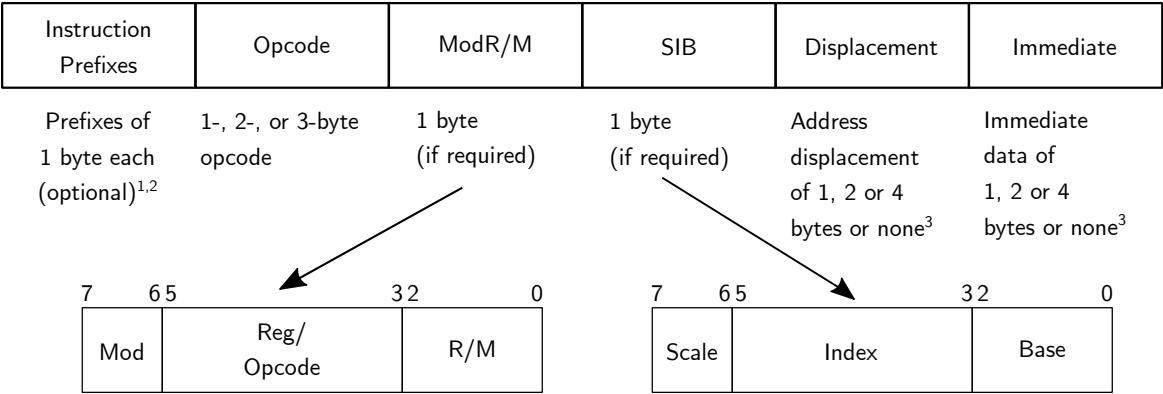 Instruction
Prefixes
Opcode
ModR/M
SIB
Displacement
Immediate
Prefixes of
1 byte each
(optional)1,2
1-, 2-, or 3-byte
opcode
1 byte
(if required)
1 byte
(if required)
Address
displacement
of 1, 2 or 4
bytes or none3
Immediate
data of
1, 2 or 4
bytes or none3
7 6 5 3 2 0
Mod
Reg/
Opcode
R/M
7 6 5 3 2 0
Scale
Index
Base